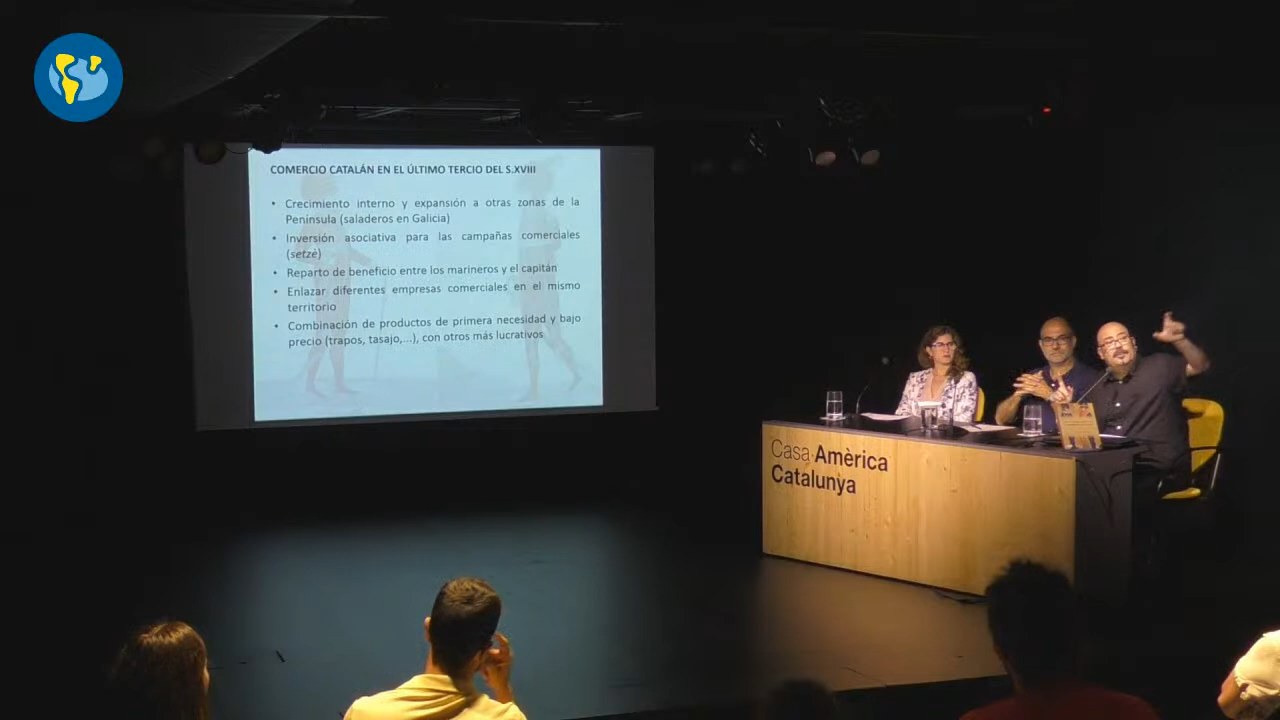 COMERCIO CATALÁN EN EL ÚLTIMO TERCIO DEL S.XVIII
• Crecimiento interno y expansión a otras zonas de la
Península (saladeros en Galicia)
• Inversión asociativa para las campañas comerciales
(setzè)
• Reparto de beneficio entre los marineros y el capitán
• Enlazar diferentes empresas comerciales en el mismo
territorio
• Combinación de productos de primera necesidad y bajo
precio (trapos, tasajo,...), con otros más lucrativos
Casa Amèrica
Catalunya